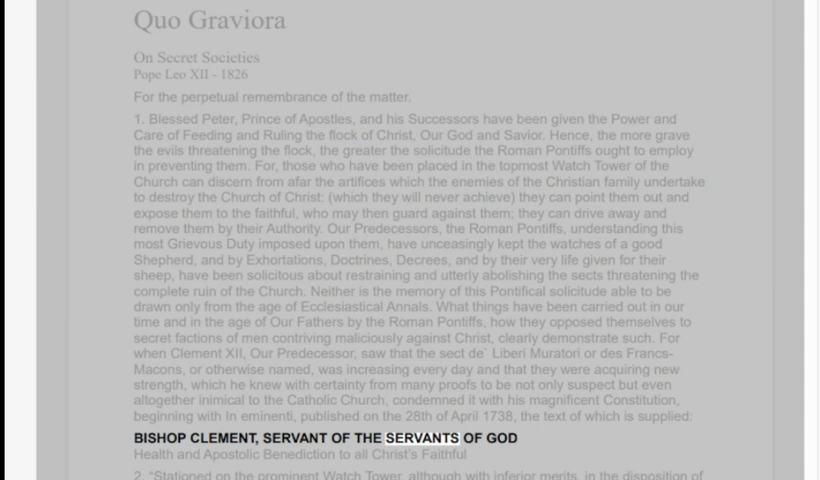 Quo Graviora
On Secret Societies
Pope Leo XII - 1826
For the perpetual remembrance of the matter.
1. Blessed Peter, Prince of Apostles, and his Successors have been given the Power and
Care of Feeding and Ruling the flock of Christ, Our God and Savior. Hence, the more grave
the evils threatening the flock, the greater the solicitude the Roman Pontiffs ought to employ
in preventing them. For, those who have been placed in the topmost Watch Tower of the
Church can discern from afar the artifices which the enemies of the Christian family undertake
to destroy the Church of Christ: (which they will never achieve) they can point them out and
expose them to the faithful, who may then guard against them; they can drive away and
remove them by their Authority. Our Predecessors, the Roman Pontiffs, understanding this
most Grievous Duty imposed upon them, have unceasingly kept the watches of a good
Shepherd, and by Exhortations, Doctrines, Decrees, and by their very life given for their
sheep, have been solicitous about restraining and utterly abolishing the sects threatening the
complete ruin of the Church. Neither is the memory of this Pontifical solicitude able to be
drawn only from the age of Ecclesiastical Annals. What things have been carried out in our
time and in the age of Our Fathers by the Roman Pontiffs, how they opposed themselves to
secret factions of men contriving maliciously against Christ, clearly demonstrate such. For
when Clement XII, Our Predecessor, saw that the sect de` Liberi Muratori or des Francs-
Macons, or otherwise named, was increasing every day and that they were acquiring new
strength, which he knew with certainty from many proofs to be not only suspect but even
altogether inimical to the Catholic Church, condemned it with his magnificent Constitution,
beginning with In eminenti, published on the 28th of April 1738, the text of which is supplied:
BISHOP CLEMENT, SERVANT OF THE SERVANTS OF GOD
Health and Apostolic Benediction to all Christ's Faithful
2. "Stationed on the prominent Watch Tower, although with inferior merits, in the disposition of